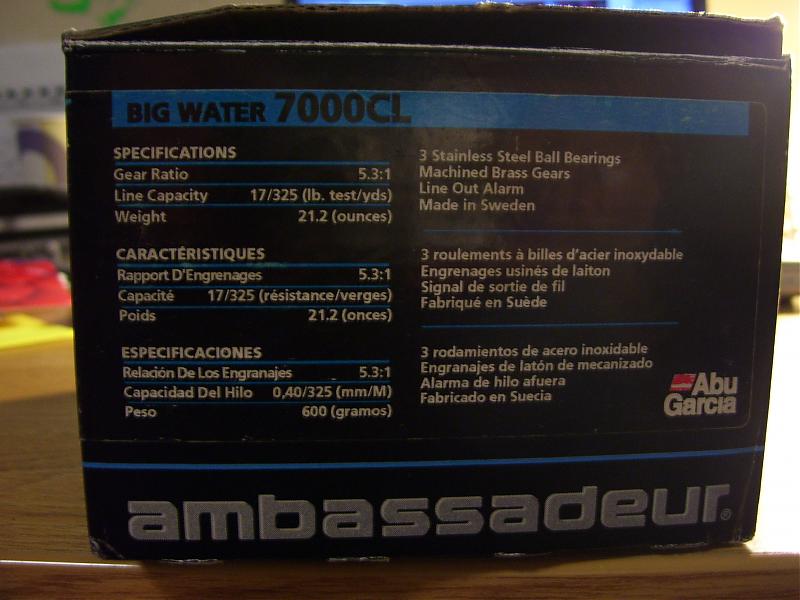 BIG WATER 7000CL
SPECIFICATIONS
Gear Ratio 5.3:1
Line Capacity 17/325 (lb. test/yds)
Weight 21.2 (ounces)
3 Stainless Steel Ball Bearings
Machined Brass Gears
Line Out Alarm
Made in Sweden
CARACTÉRISTIQUES
Rapport D'Engrenages 5.3:1
Capacité 17/325 (résistance/verges)
Poids 21.2 (onces)
3 roulements à billes d'acier inoxydable
Engrenages usinés de laiton
Signal de sortie de fil
Fabriqué en Suède
ESPECIFICACIONES
Relación De Los Engranajes 5.3:1
Capacidad Del Hilo 0,40/325 (mm/M)
Peso 600 (gramos)
3 rodamientos de acero inoxidable
Engranajes de latón de mecanizado
Alarma de hilo afuera
Fabricado en Suecia
Abu
Garcia
ambassadeur®